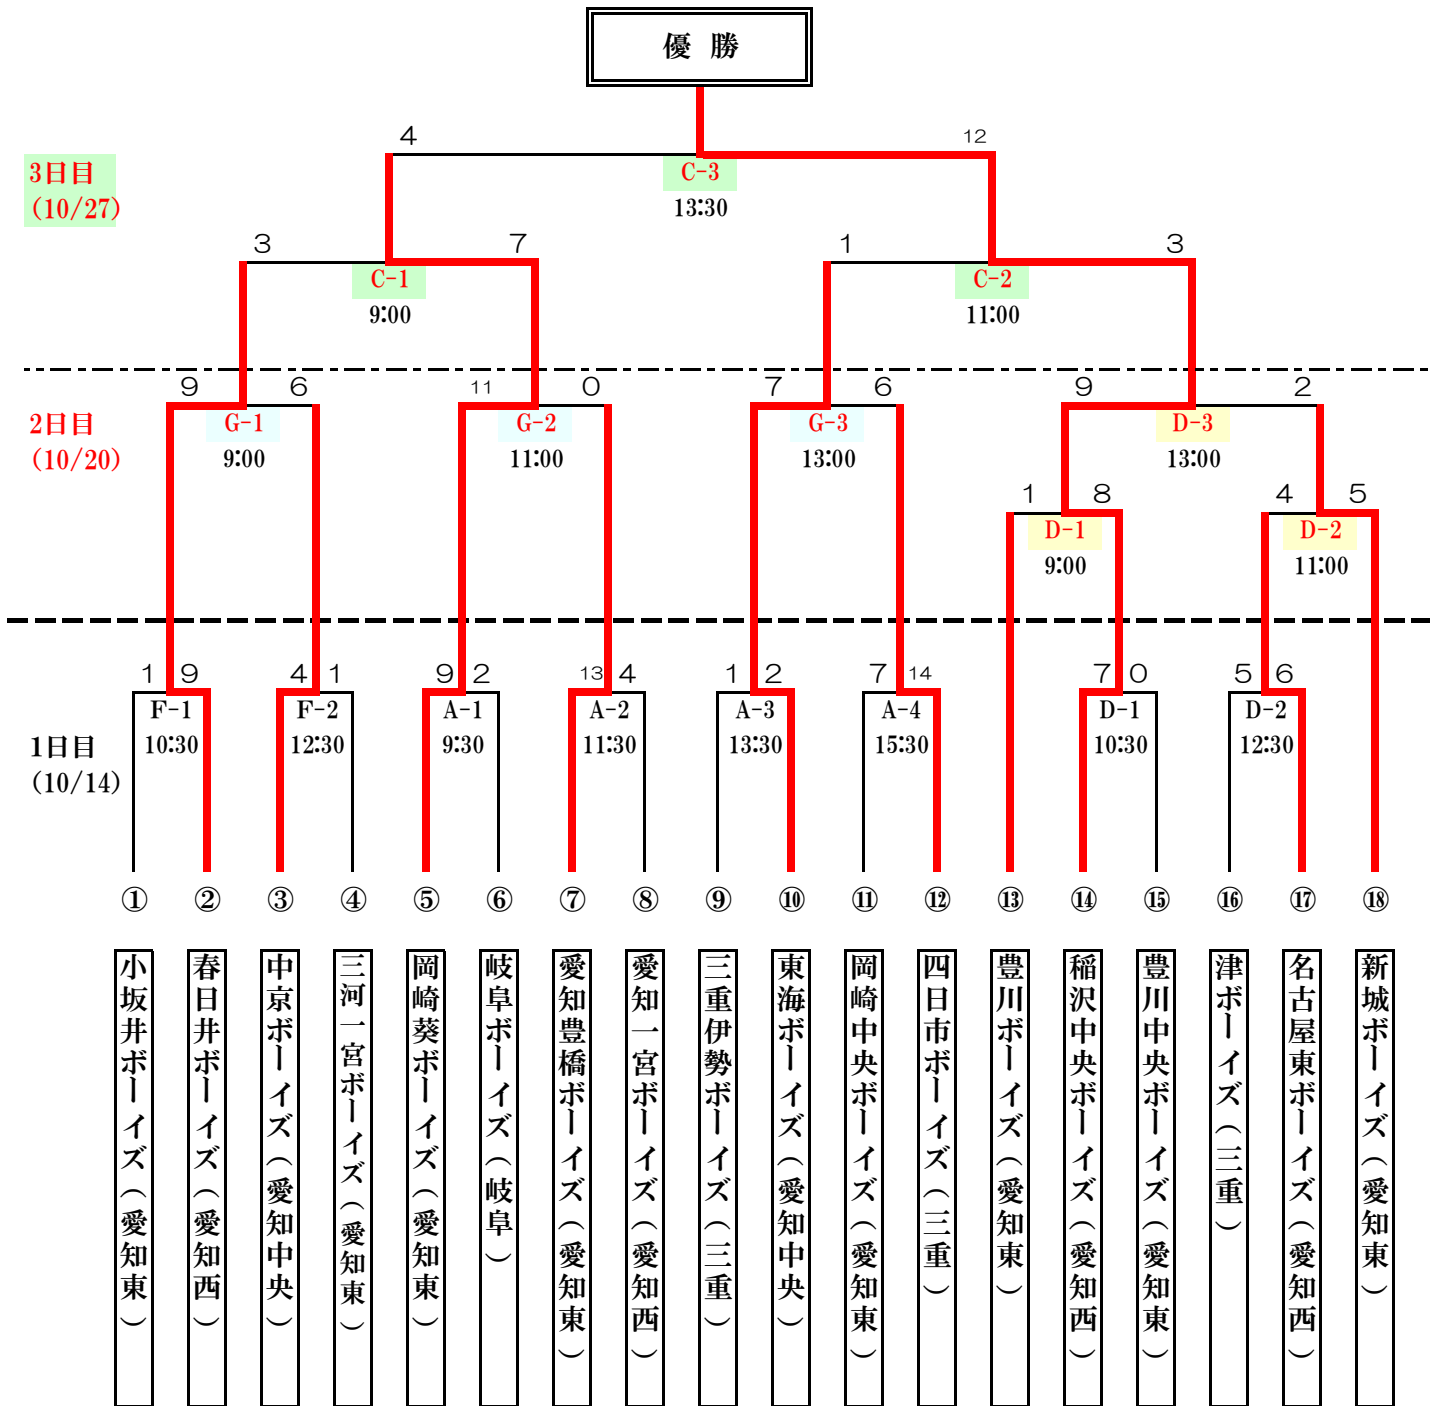 優 勝
4 12
3日目
(10/27)
C-3
13:30
3 7 1 3
C-1 C-2
9:00 11:00
9 6 11 0 7 6 9 2
2日目
(10/20)
G-1 G-2 G-3 D-3
9:00 11:00 13:00 13:00
1 8 4 5
D-1 D-2
9:00 11:00
1 9 4 1 9 2 13 4 1 2 7 14 7 0 5 6
F-1 F-2 A-1 A-2 A-3 A-4 D-1 D-2
1日目
(10/14)
10:30 12:30 9:30 11:30 13:30 15:30 10:30 12:30
① ② ③ ④ ⑤ ⑥ ⑦ ⑧ ⑨ ⑩ ⑪ ⑫ ⑬ ⑭ ⑮ ⑯ ⑰ ⑱
小坂井ボーイズ(愛知東)
春日井ボーイズ(愛知西)
中京ボーイズ(愛知中央)
三河一宮ボーイズ(愛知東)
岡崎葵ボーイズ(愛知東)
岐阜ボーイズ(岐阜)
愛知豊橋ボーイズ(愛知東)
愛知一宮ボーイズ(愛知西)
三重伊勢ボーイズ(三重)
東海ボーイズ(愛知中央)
岡崎中央ボーイズ(愛知東)
四日市ボーイズ(三重)
豊川ボーイズ(愛知東)
稲沢中央ボーイズ(愛知西)
豊川中央ボーイズ(愛知東)
津ボーイズ(三重)
名古屋東ボーイズ(愛知西)
新城ボーイズ(愛知東)